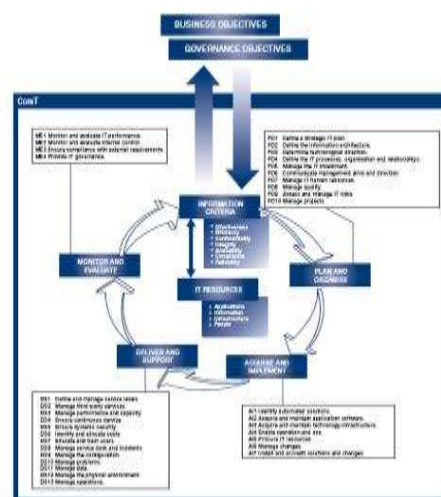 BUSINESS OBJECTIVES
GOVERNANCE OBJECTIVES
COBIT
ME1 Monitor and evaluate IT performance.
ME2 Monitor and evaluate internal control.
ME3 Ensure compliance with external requirements.
ME4 Provide IT governance.
PO1 Define a strategic IT plan.
PO2 Define the information architecture.
PO3 Determine technological direction.
PO4 Define the IT processes, organisation and relationships.
PO5 Manage the IT investment.
PO6 Communicate management aims and direction.
PO7 Manage IT human resources.
PO8 Manage quality.
PO9 Assess and manage IT risks.
PO10 Manage projects.
INFORMATION
CRITERIA
Effectiveness
Efficiency
Confidentiality
Integrity
Availability
Compliance
Reliability
MONITOR AND
EVALUATE
PLAN AND
ORGANISE
IT RESOURCES
Applications
Information
Infrastructure
People
DELIVER AND
SUPPORT
ACQUIRE AND
IMPLEMENT
DS1 Define and manage service levels.
DS2 Manage third-party services.
DS3 Manage performance and capacity.
DS4 Ensure continuous service.
DS5 Ensure systems security.
DS6 Identify and allocate costs.
DS7 Educate and train users.
DS8 Manage service desk and incidents.
DS9 Manage the configuration.
DS10 Manage problems.
DS11 Manage data.
DS12 Manage the physical environment.
DS13 Manage operations.
AI1 Identify automated solutions.
AI2 Acquire and maintain application software.
AI3 Acquire and maintain technology infrastructure.
AI4 Enable operation and use.
AI5 Procure IT resources.
AI6 Manage changes.
AI7 Install and accredit solutions and changes.